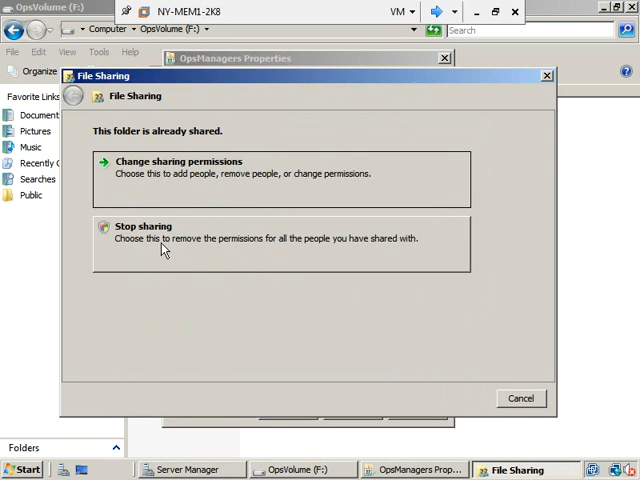 OpsVolume (F:)
NY-MEM1-2K8
VM
Computer
OpsVolume (F:)
Search
File
Edit
View
Tools
Help
Organize
OpsManagers Properties
Favorite Links
Document
Pictures
Music
Recently C
Searches
Public
File Sharing
File Sharing
This folder is already shared.
Change sharing permissions
Choose this to add people, remove people, or change permissions.
Stop sharing
Choose this to remove the permissions for all the people you have shared with.
Cancel
Folders
Start
Server Manager
OpsVolume (F:)
OpsManagers Prop...
File Sharing